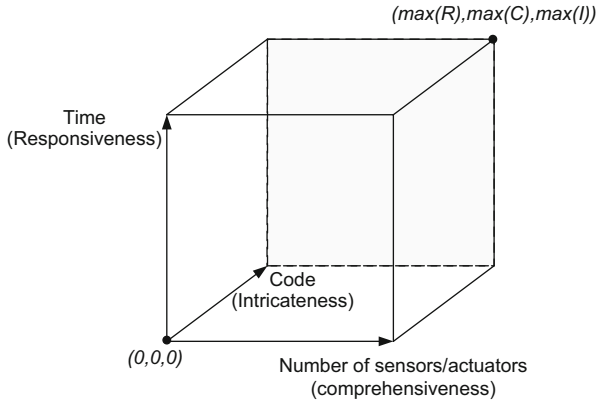 (max(R),max(C),max(I))
Time
(Responsiveness)
Code
(Intricateness)
(0,0,0)
Number of sensors/actuators
(comprehensiveness)